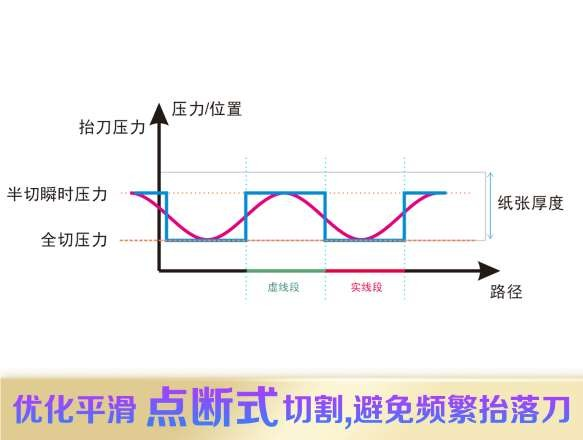 压力/位置
抬刀压力
半切瞬时压力
纸张厚度
全切压力
虚线段
实线段
路径
优化平滑 点断式 切割,避免频繁抬落刀